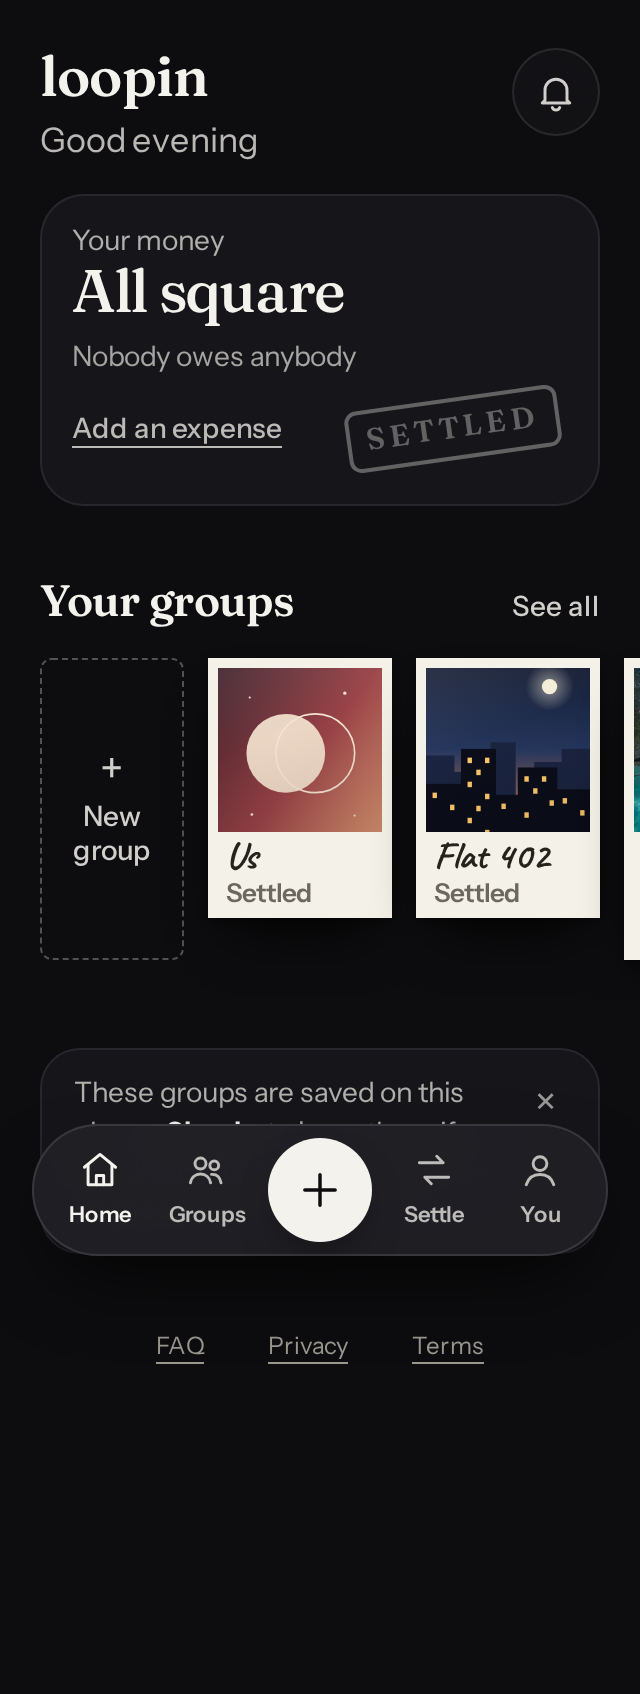 loopin
Good evening
Your money
All square
Nobody owes anybody
Add an expense
SETTLED
Your groups
See all
+
New
group
Us
Settled
Flat 402
Settled
These groups are saved on this
Home
Groups
Settle
You
FAQ
Privacy
Terms